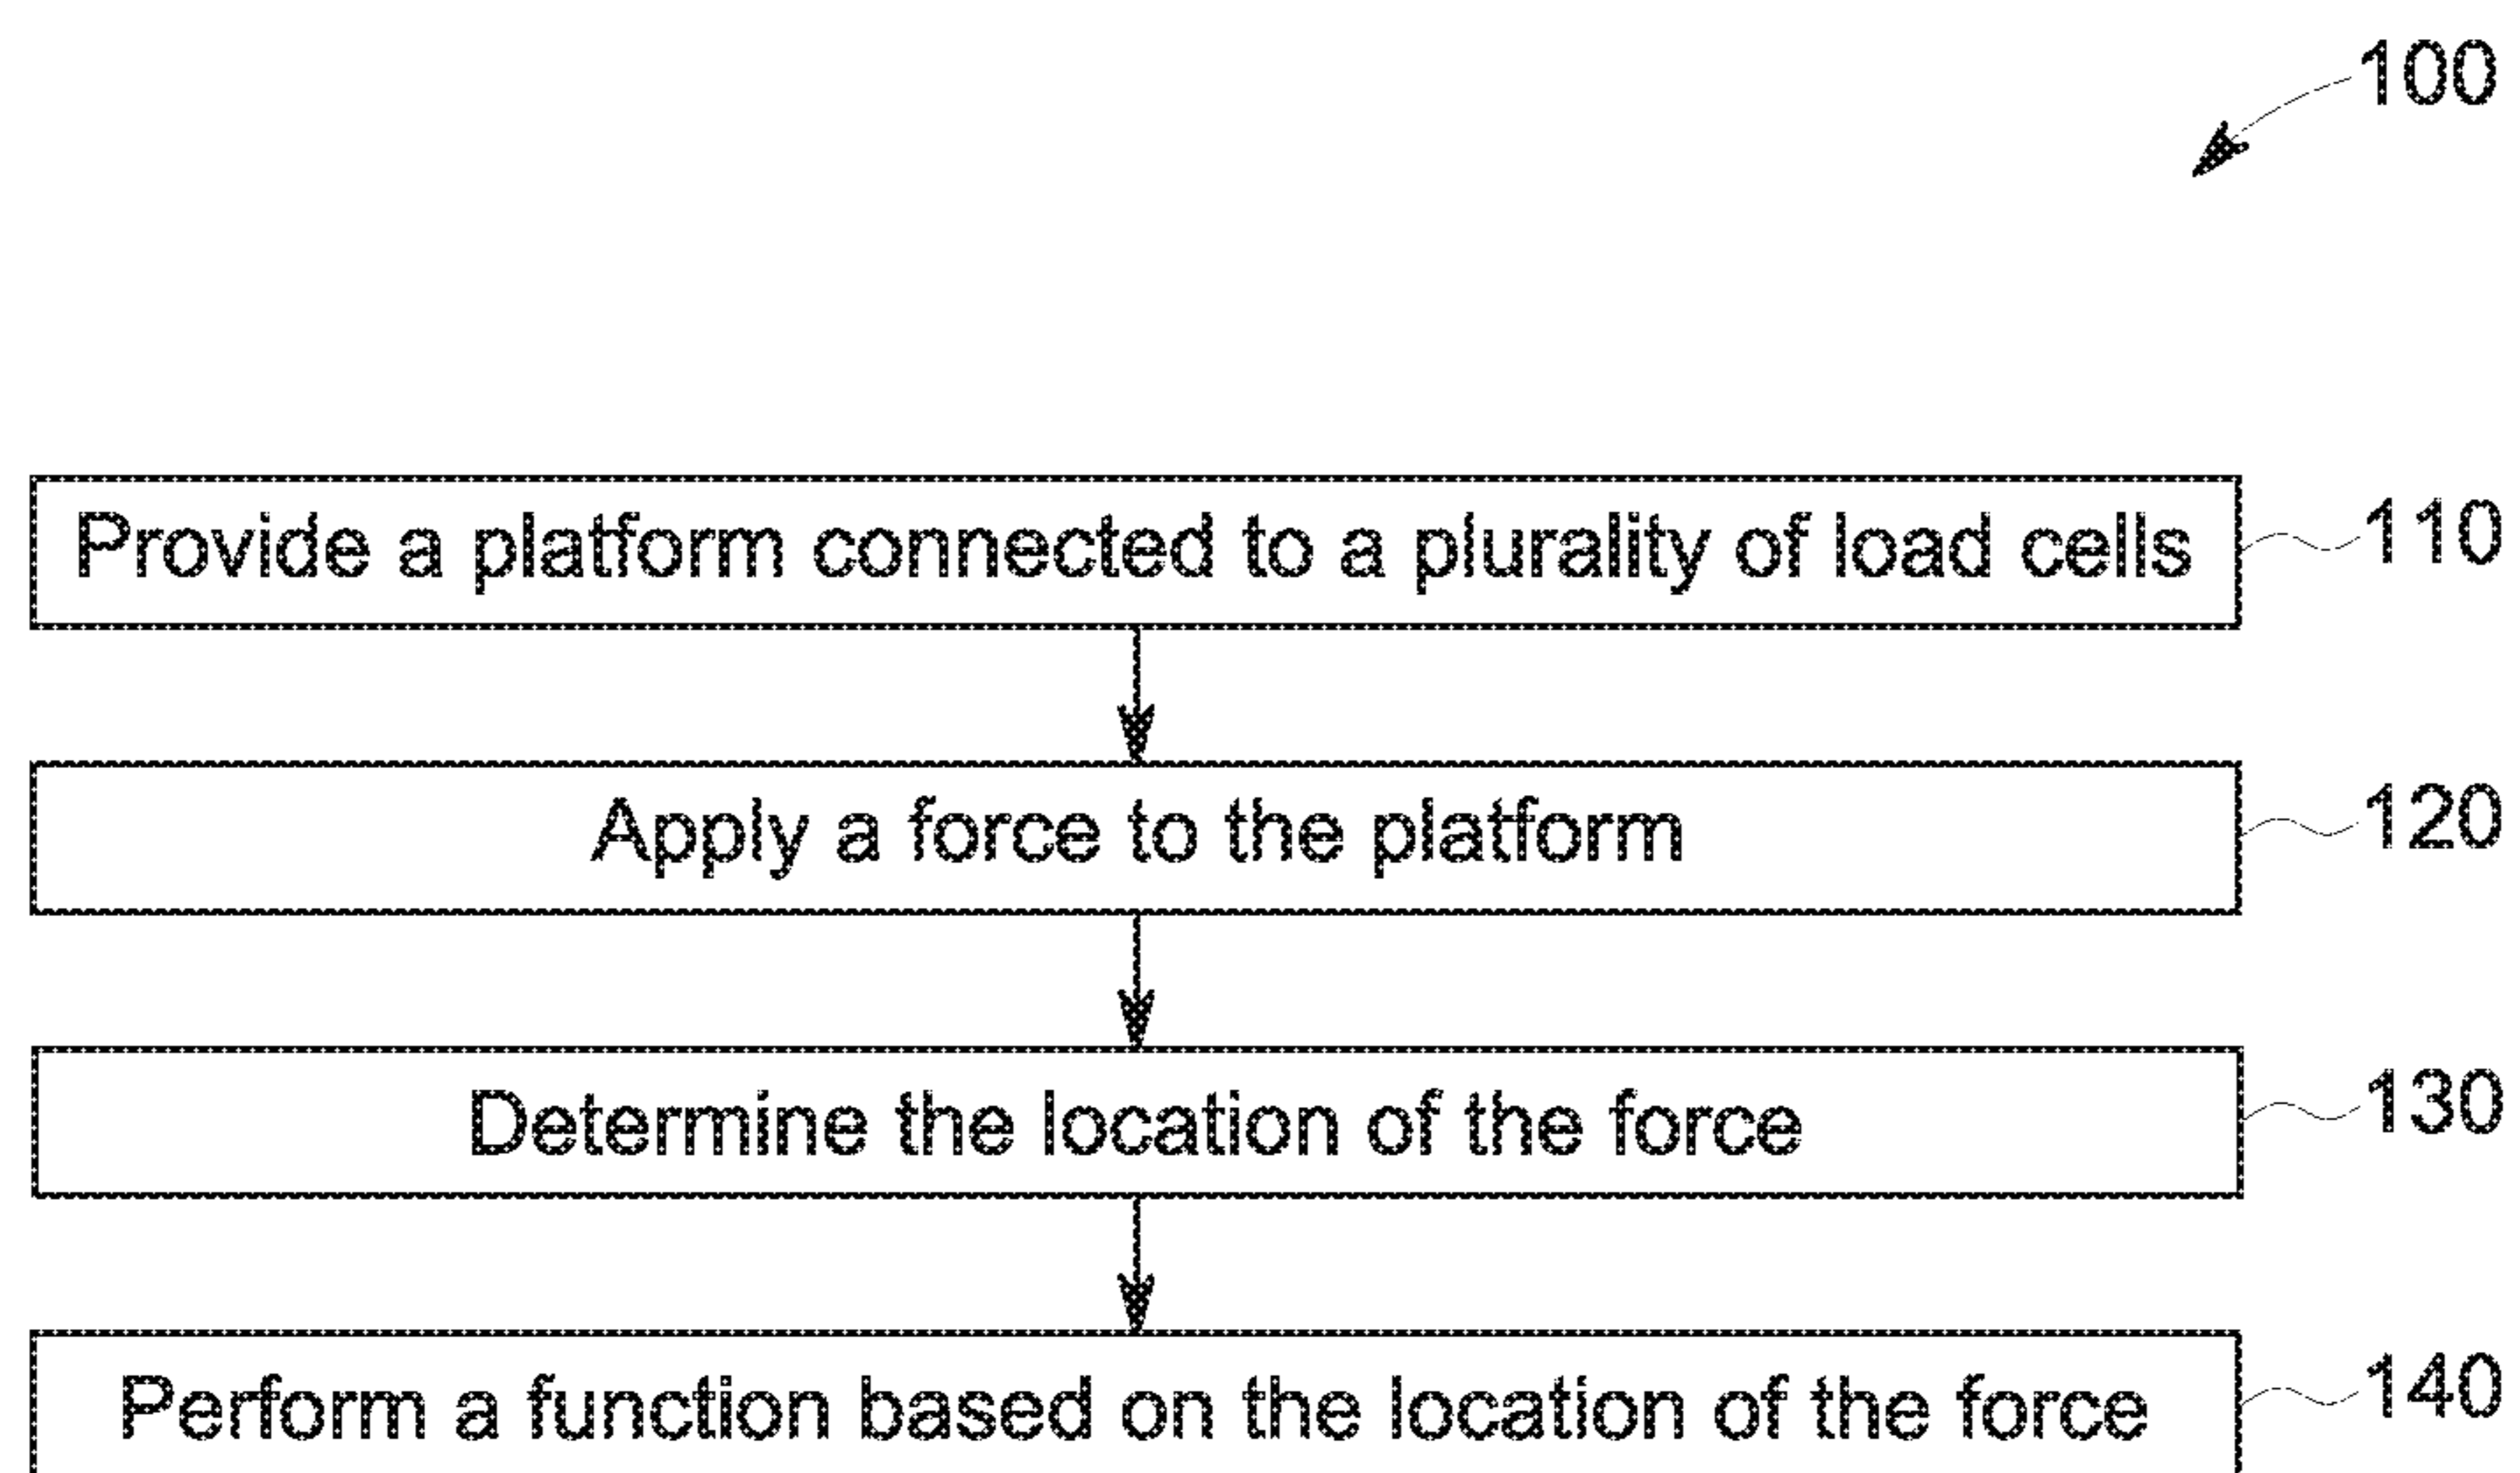 100
Provide a platform connected to a plurality of load cells 110
Apply a force to the platform 120
Determine the location of the force 130
Perform a function based on the location of the force 140